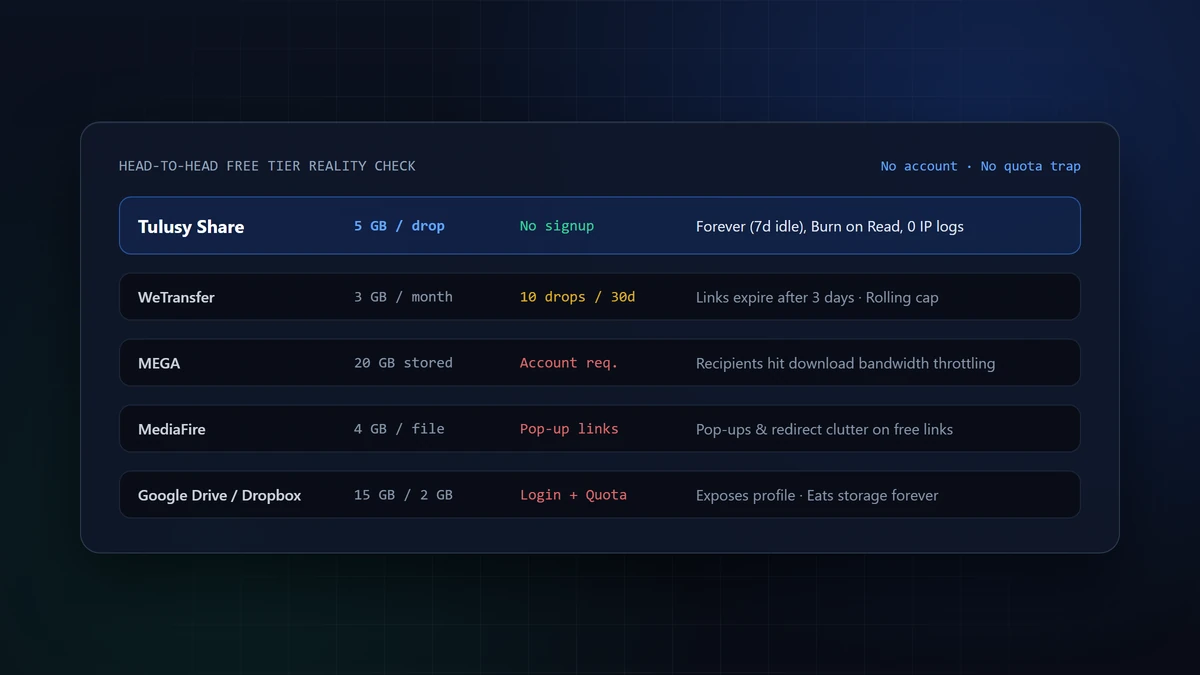 HEAD-TO-HEAD FREE TIER REALITY CHECK No account · No quota trap
Tulusy Share 5 GB / drop No signup Forever (7d idle), Burn on Read, 0 IP logs
WeTransfer 3 GB / month 10 drops / 30d Links expire after 3 days · Rolling cap
MEGA 20 GB stored Account req. Recipients hit download bandwidth throttling
MediaFire 4 GB / file Pop-up links Pop-ups & redirect clutter on free links
Google Drive / Dropbox 15 GB / 2 GB Login + Quota Exposes profile · Eats storage forever